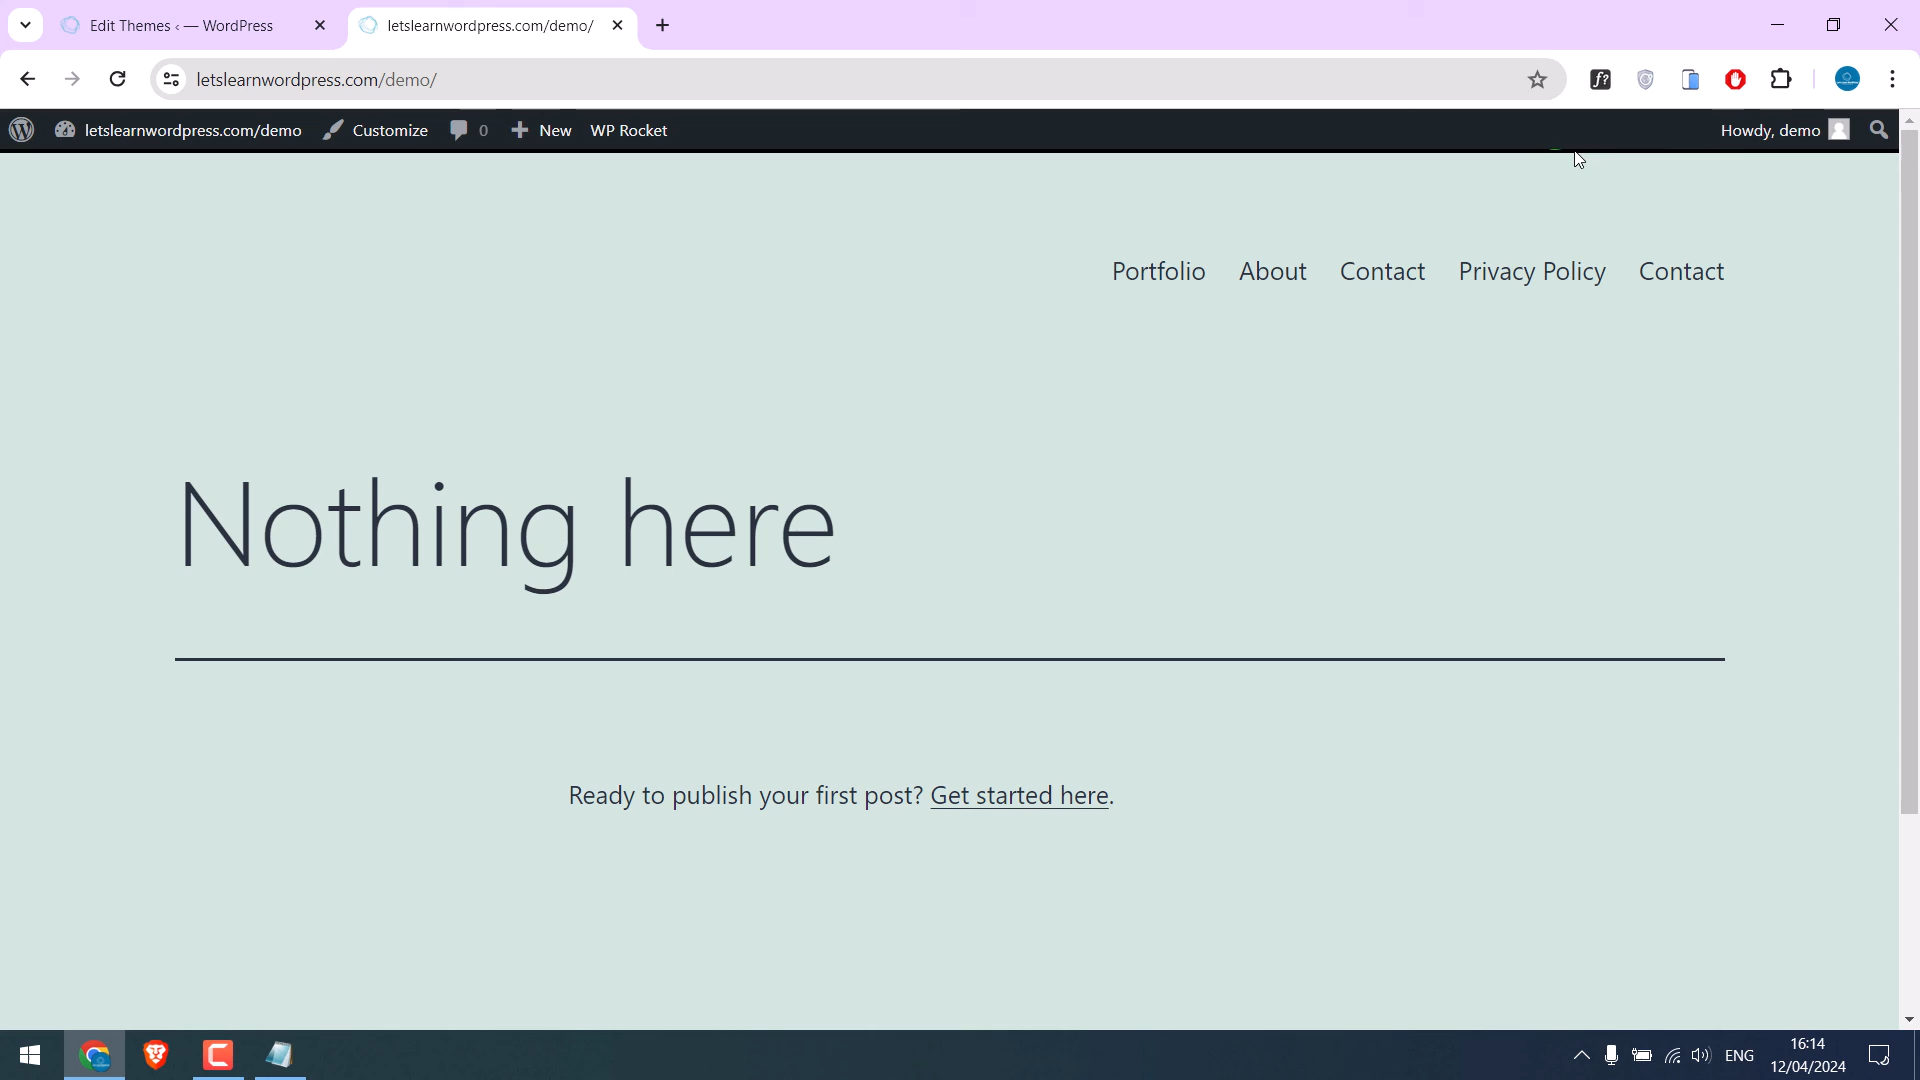 Edit Themes ‹ — WordPress
letslearnwordpress.com/demo/
letslearnwordpress.com/demo/
f?
letslearnwordpress.com/demo
Customize
0
New
WP Rocket
Howdy, demo
Portfolio
About
Contact
Privacy Policy
Contact
Nothing here
Ready to publish your first post? Get started here.
ENG
16:14
12/04/2024